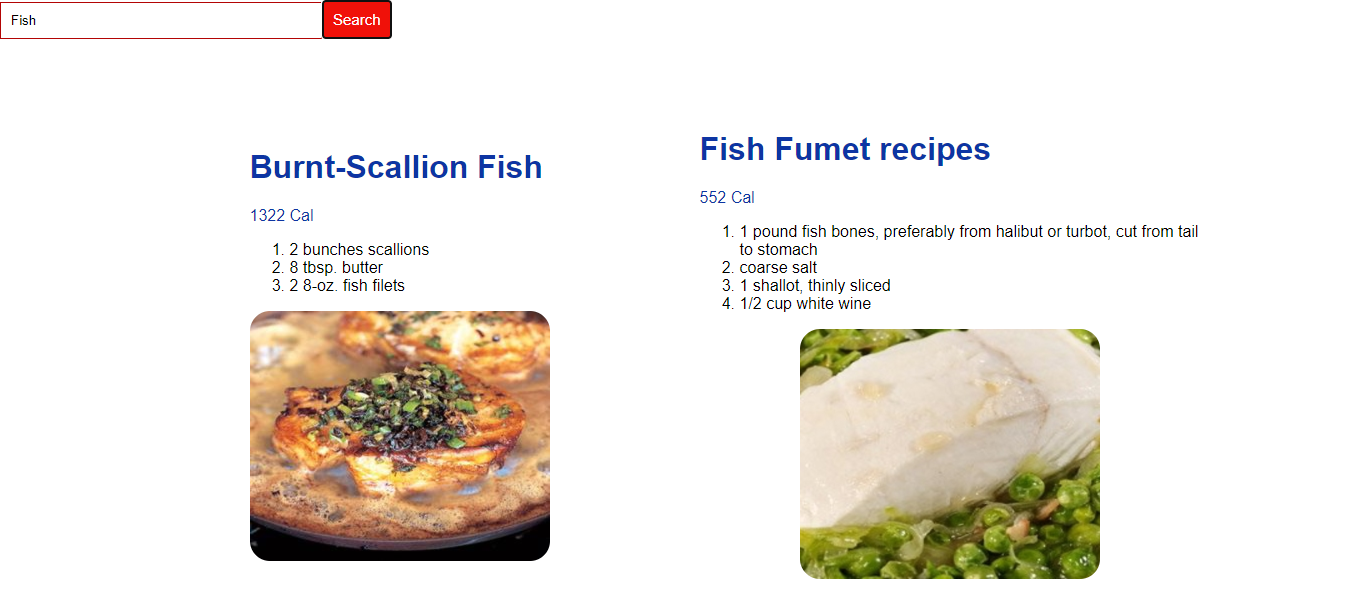 Fish
Search
Burnt-Scallion Fish
1322 Cal
1. 2 bunches scallions
2. 8 tbsp. butter
3. 2 8-oz. fish filets
Fish Fumet recipes
552 Cal
1. 1 pound fish bones, preferably from halibut or turbot, cut from tail
to stomach
2. coarse salt
3. 1 shallot, thinly sliced
4. 1/2 cup white wine